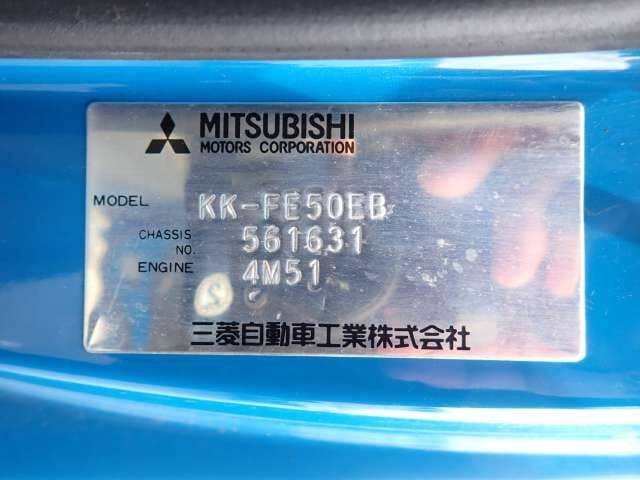 MITSUBISHI
MOTORS CORPORATION
MODEL KK-FE50EB
CHASSIS NO. 561631
ENGINE 4M51
三菱自動車工業株式会社